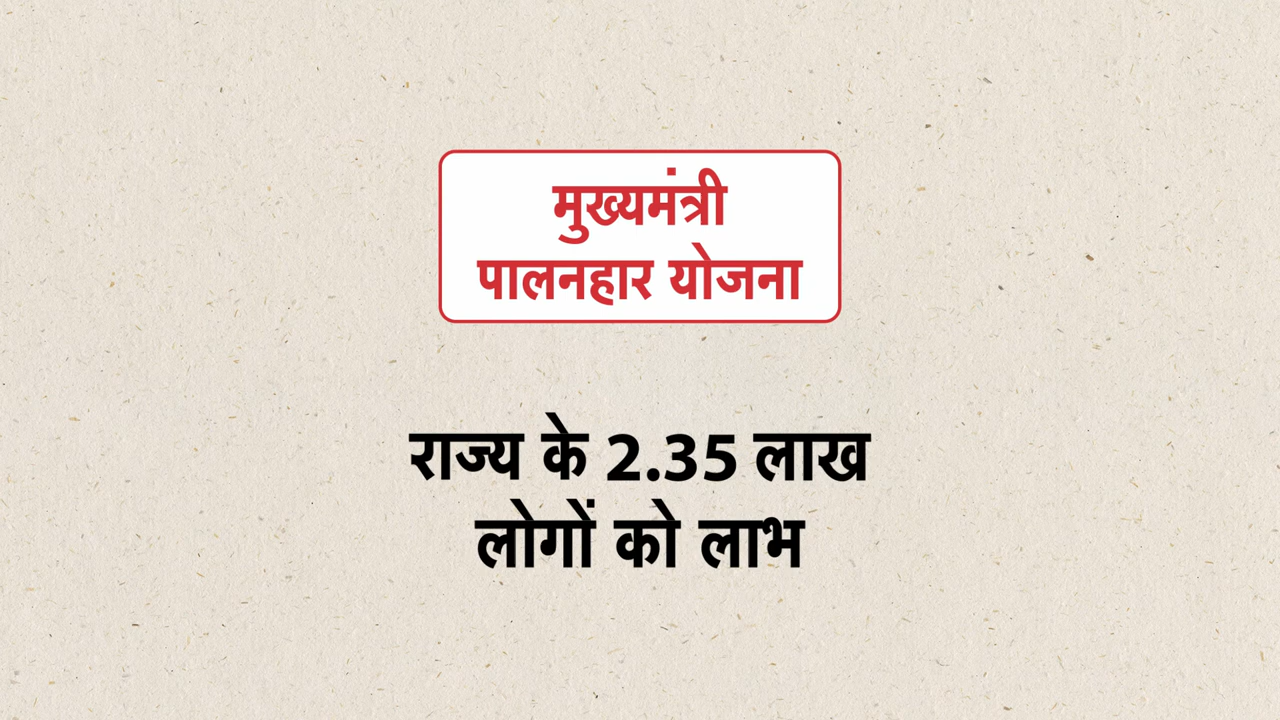 मुख्यमंत्री
पालनहार योजना
राज्य के 2.35 लाख
लोगों को लाभ